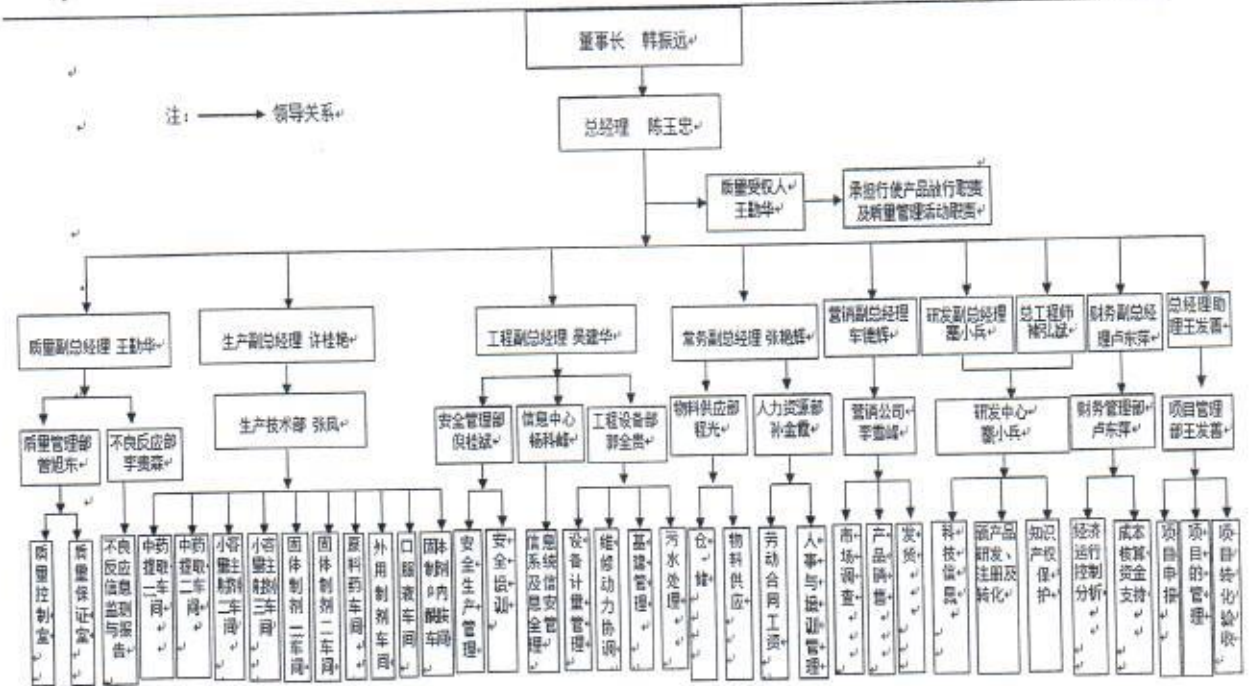 董事长 韩振远
注： 领导关系
总经理 陈玉忠
质量受权人
王勤华
承担行使产品放行职责
及质量管理活动职责
质量副总经理 王勤华
生产副总经理 许桂艳
工程副总经理 吴建华
常务副总经理 张艳辉
营销副总经理
车德辉
研发副总经理
小兵
总工程师
弘斌
财务副总经
理卢东萍
总经理助
理王发善
质量管理部
曾旭东
不良反应部
李贵森
生产技术部 张凤
安全管理部
倪桂斌
信息中心
杨科峰
工程设备部
郭全贵
物料供应部
程光
人力资源部
孙金霞
营销公司
李雪峰
研发中心
小兵
财务管理部
卢东萍
项目管理
部王发善
质量控制室
质量保证室
不良反应信息监测与报告
中药提取一车间
中药提取二车间
小容量注射剂二车间
小容量注射剂三车间
固体制剂一车间
固体制剂二车间
原料药车间
外用制剂车间
口服液车间
安全生产管理
安全培训
信息系统及信息安全管理
设备计量管理
维修动力协调
基建管理
污水处理
仓储
物料供应
劳动合同工资
人事与培训管理
市场调查
产品销售
发货
科技信息
新产品研发、注册及转化
知识产权保护
经济运行控制分析
成本核算资金支持
项目申报
项目的管理
项目转化验收